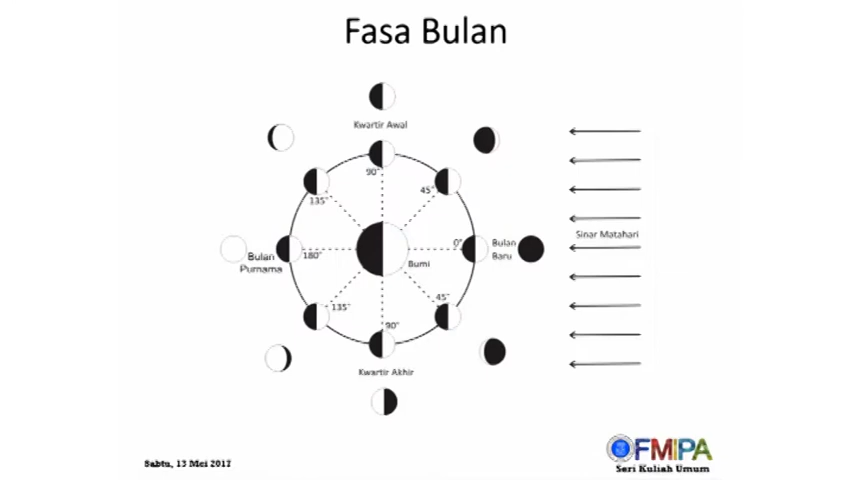 Fasa Bulan
Kwartir Awal
90°
135°
45°
Sinar Matahari
0°
Bulan
Baru
Bulan
Purnama
180°
Bumi
135°
45°
90°
Kwartir Akhir
FMIPA
Seri Kuliah Umum
Sabtu, 13 Mei 2017